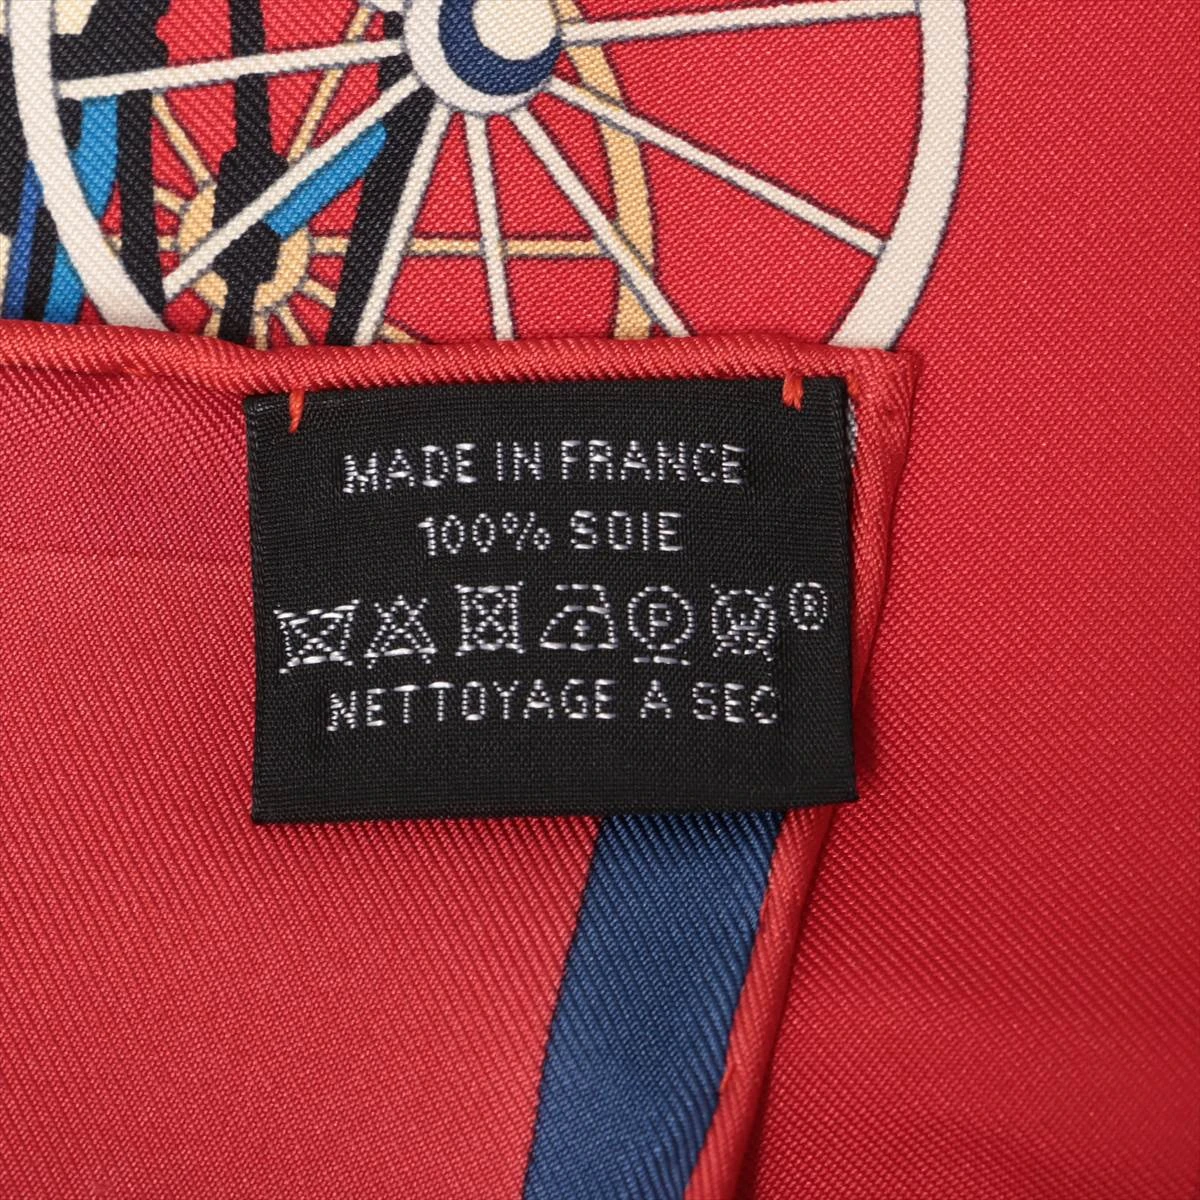 MADE IN FRANCE
100% SOIE
P W ®
NETTOYAGE A SEC